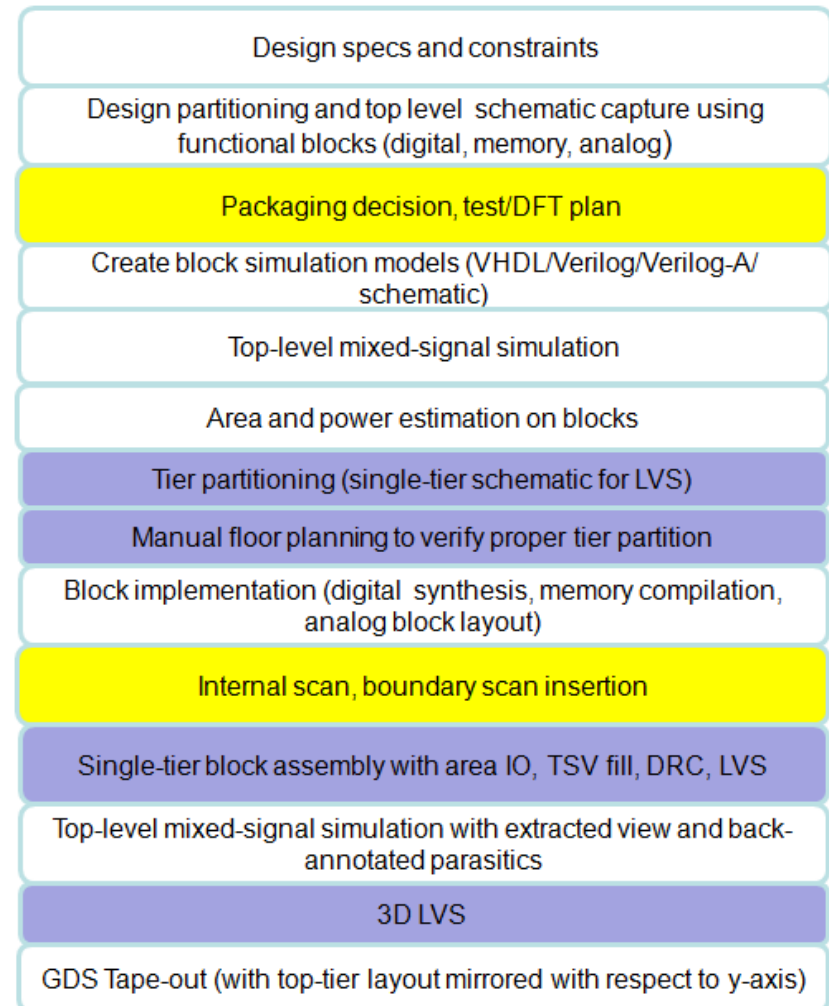 Design specs and constraints
Design partitioning and top level schematic capture using
functional blocks (digital, memory, analog)
Packaging decision, test/DFT plan
Create block simulation models (VHDL/Verilog/Verilog-A/
schematic)
Top-level mixed-signal simulation
Area and power estimation on blocks
Tier partitioning (single-tier schematic for LVS)
Manual floor planning to verify proper tier partition
Block implementation (digital synthesis, memory compilation,
analog block layout)
Internal scan, boundary scan insertion
Single-tier block assembly with area IO, TSV fill, DRC, LVS
Top-level mixed-signal simulation with extracted view and back-
annotated parasitics
3D LVS
GDS Tape-out (with top-tier layout mirrored with respect to y-axis)